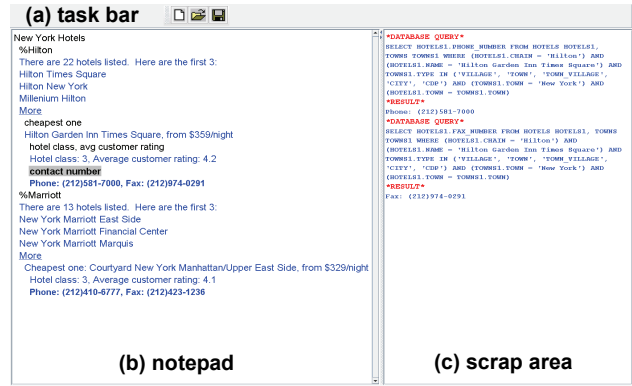 (a) task bar
New York Hotels
%Hilton
There are 22 hotels listed. Here are the first 3:
Hilton Times Square
Hilton New York
Millenium Hilton
More
cheapest one
Hilton Garden Inn Times Square, from $359/night
hotel class, avg customer rating
Hotel class: 3, Average customer rating: 4.2
contact number
Phone: (212)581-7000, Fax: (212)974-0291
%Marriott
There are 13 hotels listed. Here are the first 3:
New York Marriott East Side
New York Marriott Financial Center
New York Marriott Marquis
More
Cheapest one: Courtyard New York Manhattan/Upper East Side, from $329/night
Hotel class: 3, Average customer rating: 4.1
Phone: (212)410-6777, Fax: (212)423-1236
(b) notepad
*DATABASE QUERY*
SELECT HOTELS1.PHONE_NUMBER FROM HOTELS HOTELS1,
TOWNS TOWNS1 WHERE (HOTELS1.CHAIN = 'Hilton') AND
(HOTELS1.NAME = 'Hilton Garden Inn Times Square') AND
TOWNS1.TYPE IN ('VILLAGE', 'TOWN', 'TOWN_VILLAGE',
'CITY', 'CDP') AND (TOWNS1.TOWN = 'New York') AND
(HOTELS1.TOWN = TOWNS1.TOWN)
*RESULT*
Phone: (212)581-7000
*DATABASE QUERY*
SELECT HOTELS1.FAX_NUMBER FROM HOTELS HOTELS1, TOWNS
TOWNS1 WHERE (HOTELS1.CHAIN = 'Hilton') AND
(HOTELS1.NAME = 'Hilton Garden Inn Times Square') AND
TOWNS1.TYPE IN ('VILLAGE', 'TOWN', 'TOWN_VILLAGE',
'CITY', 'CDP') AND (TOWNS1.TOWN = 'New York') AND
(HOTELS1.TOWN = TOWNS1.TOWN)
*RESULT*
Fax: (212)974-0291
(c) scrap area